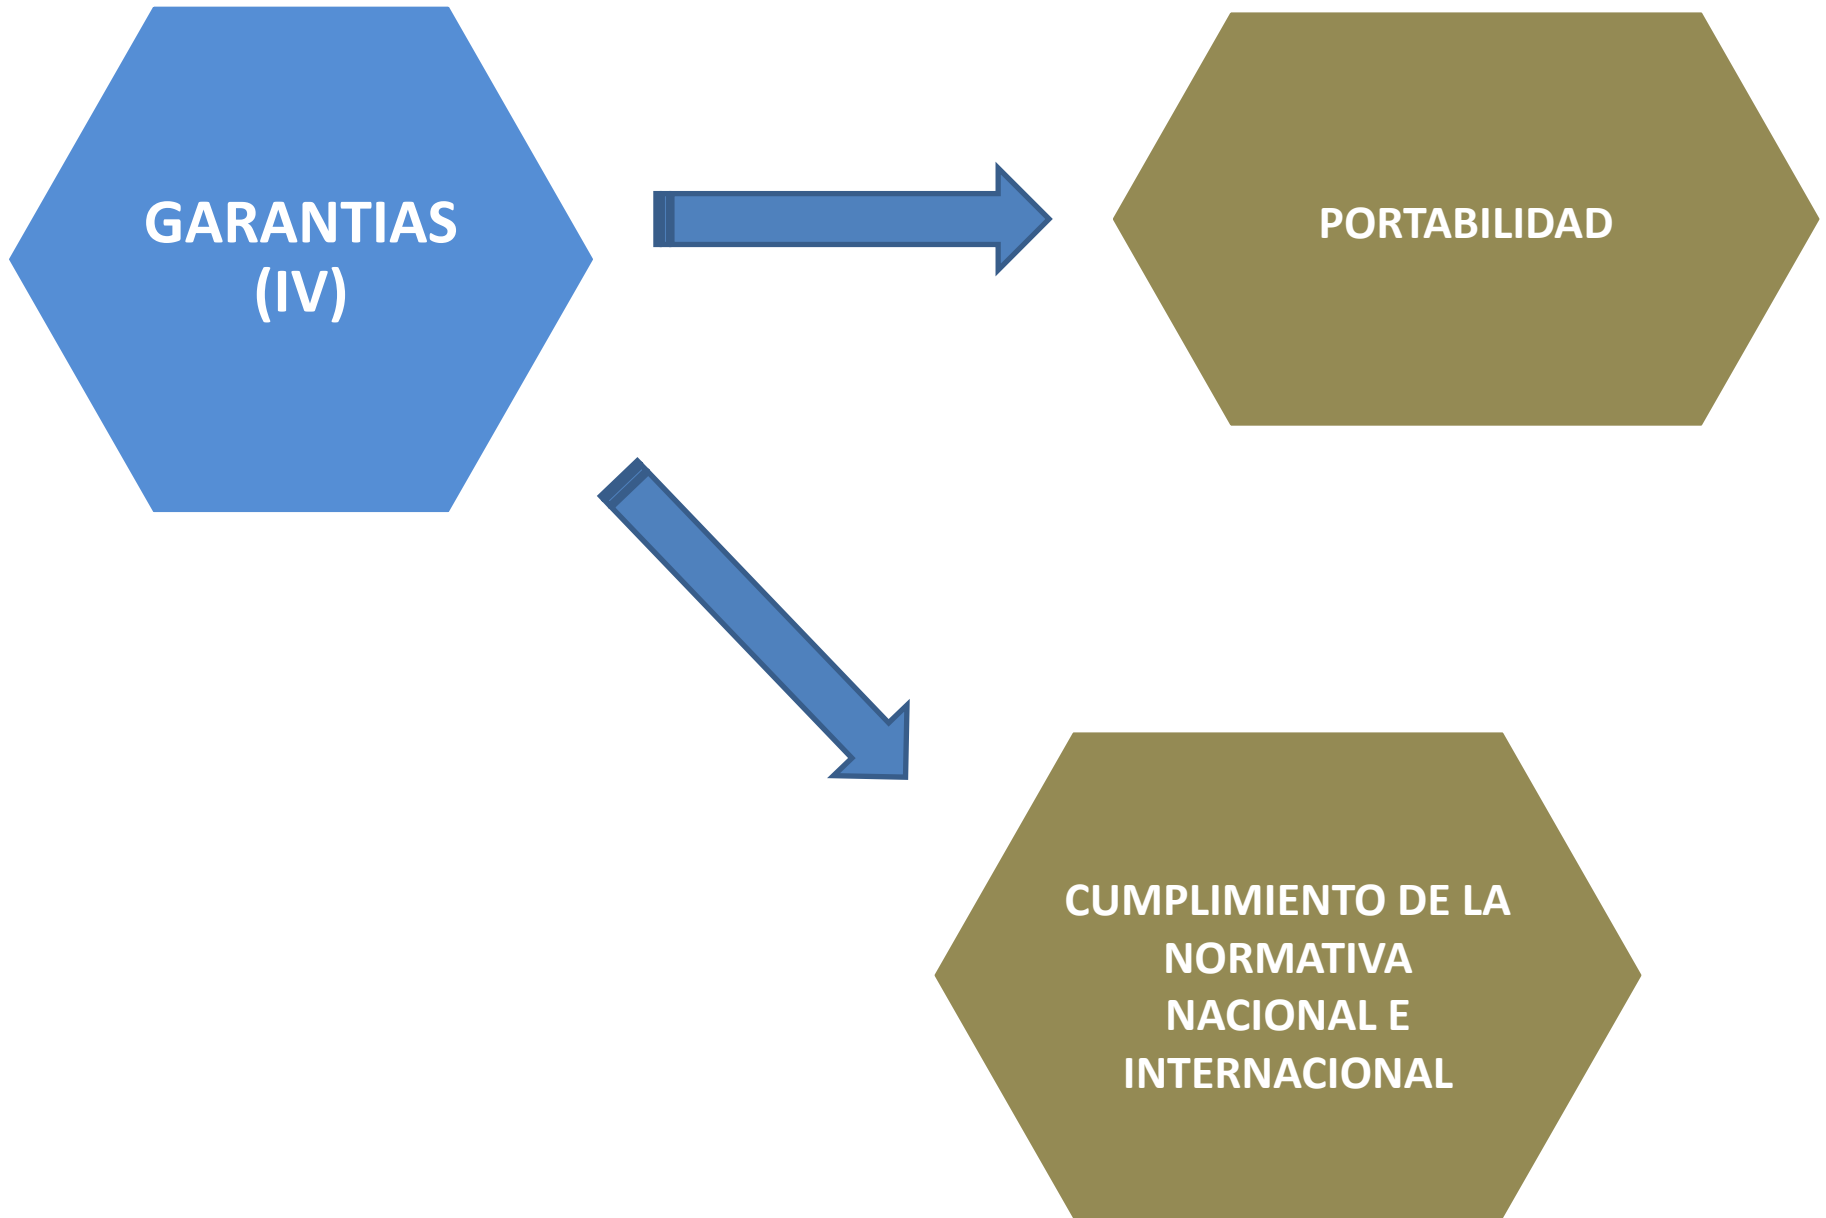 GARANTIAS
(IV)
PORTABILIDAD
CUMPLIMIENTO DE LA
NORMATIVA
NACIONAL E
INTERNACIONAL